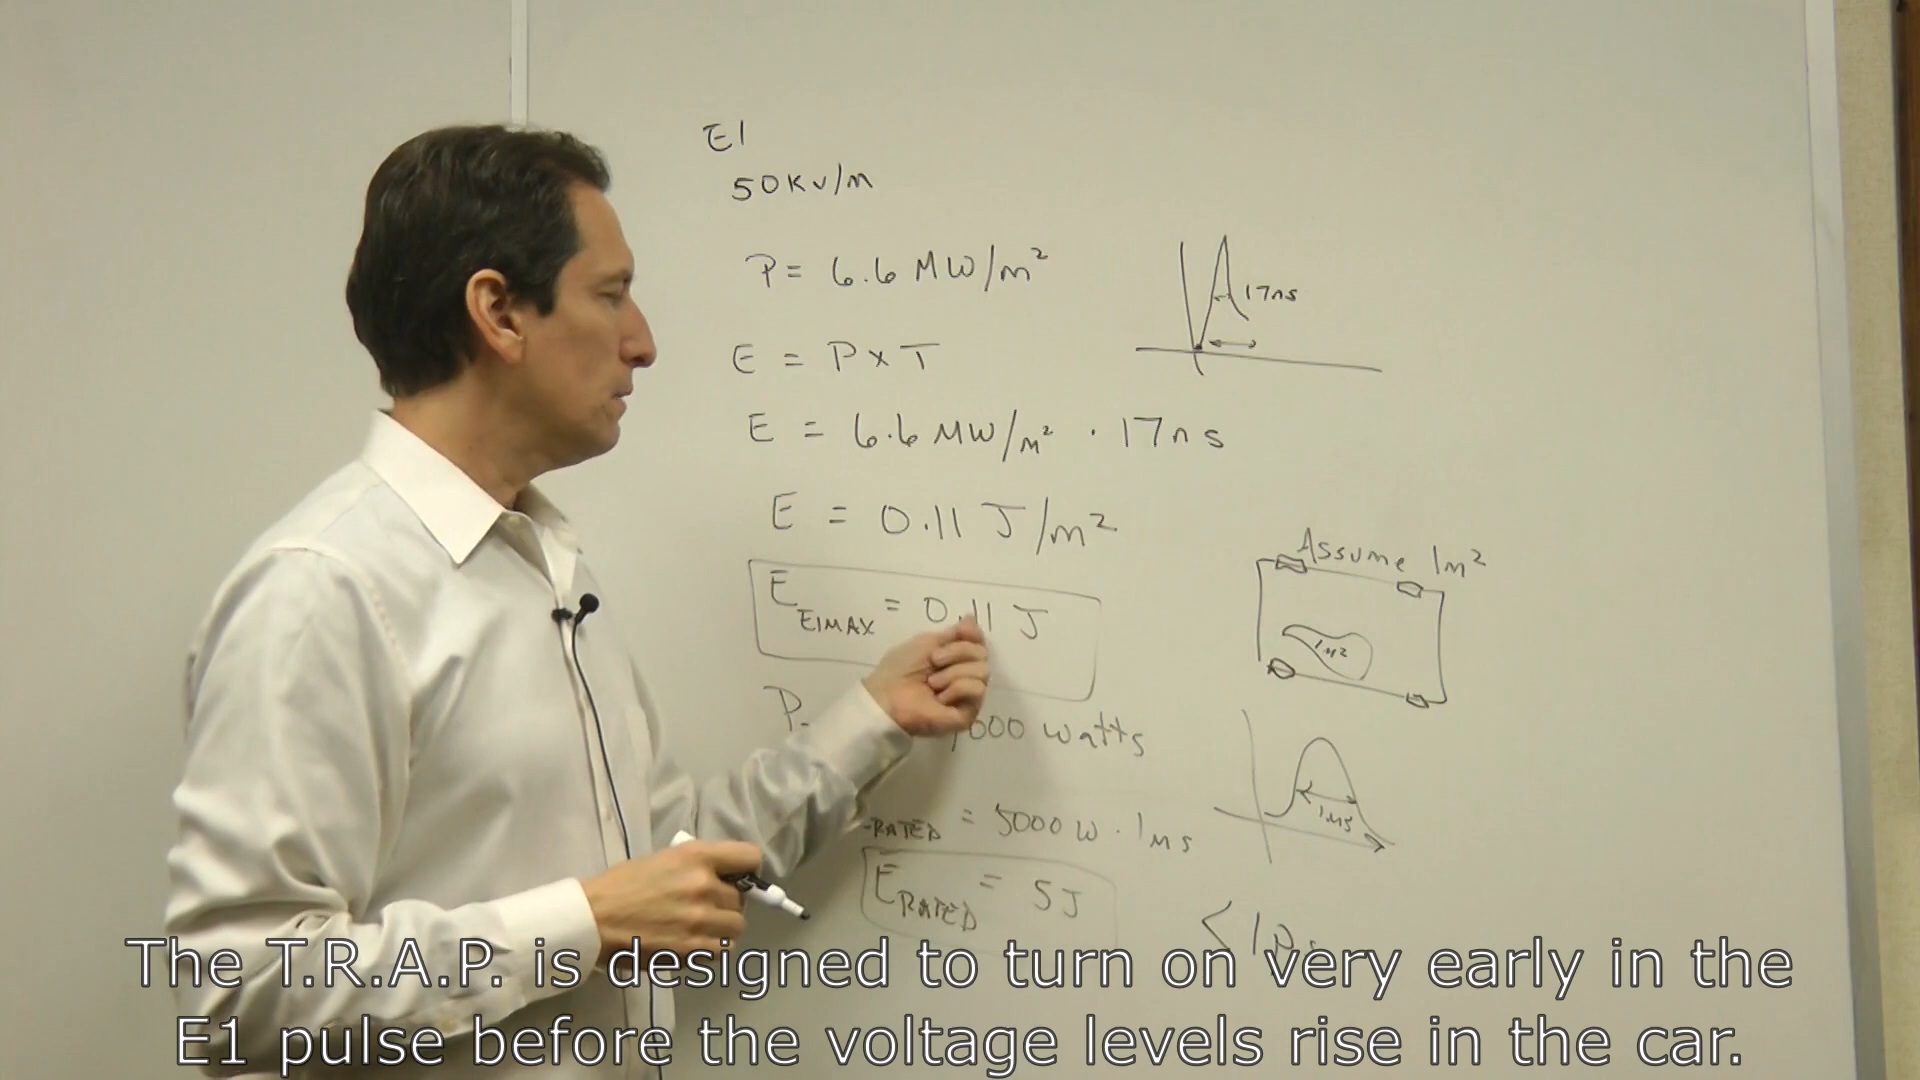 E1
50KV/M
P = 6.6 MW/m²
17ns
E = P x T
E = 6.6 MW/m² · 17ns
E = 0.11 J/m²
Assume 1m²
E E1MAX = 0.11 J
1M²
P 000 watts
RATED = 5000W · 1MS
1MS
E RATED = 5J
The T.R.A.P. is designed to turn on very early in the
E1 pulse before the voltage levels rise in the car.